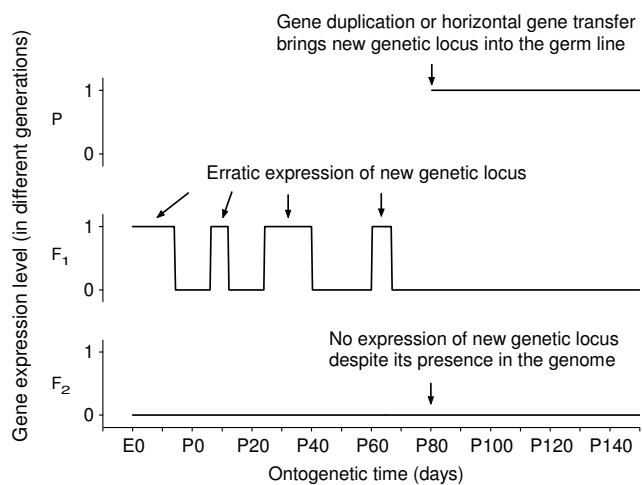 Gene duplication or horizontal gene transfer
brings new genetic locus into the germ line
1
0
P
Erratic expression of new genetic locus
1
0
F1
No expression of new genetic locus
despite its presence in the genome
1
0
F2
Gene expression level (in different generations)
E0 P0 P20 P40 P60 P80 P100 P120 P140
Ontogenetic time (days)